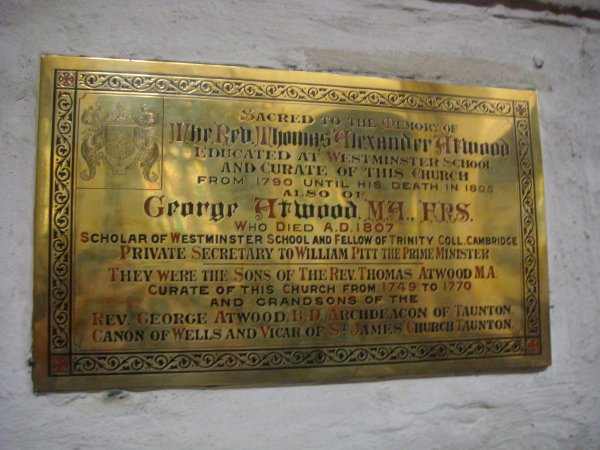 Sacred to the Memory of
The Rev. Thomas Alexander Atwood
Educated at Westminster School
and Curate of this Church
from 1790 until his death in 1805
also of
George Atwood. M.A., F.R.S.
Who Died A.D. 1807
Scholar of Westminster School and Fellow of Trinity Coll. Cambridge
Private Secretary to William Pitt the Prime Minister
They were the Sons of The Rev. Thomas Atwood M.A.
Curate of this Church from 1749 to 1770
and Grandsons of the
Rev. George Atwood. B.D. Archdeacon of Taunton.
Canon of Wells and Vicar of St. James' Church Taunton.